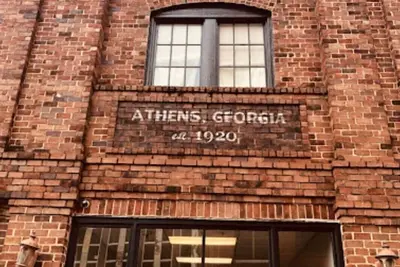 ATHENS, GEORGIA
est. 1920